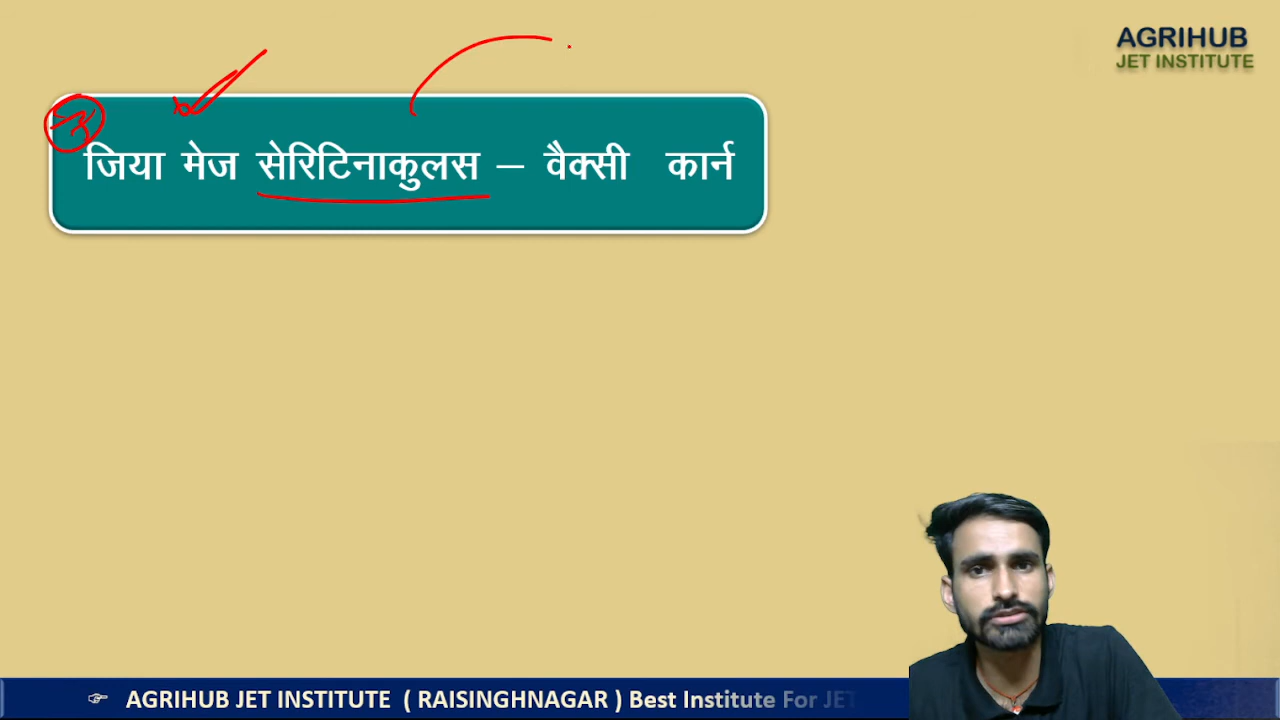 AGRIHUB
JET INSTITUTE
जिया मेज सेरिटिनाकुलस – वैक्सी कार्न
☞ AGRIHUB JET INSTITUTE ( RAISINGHNAGAR ) Best Institute For JET